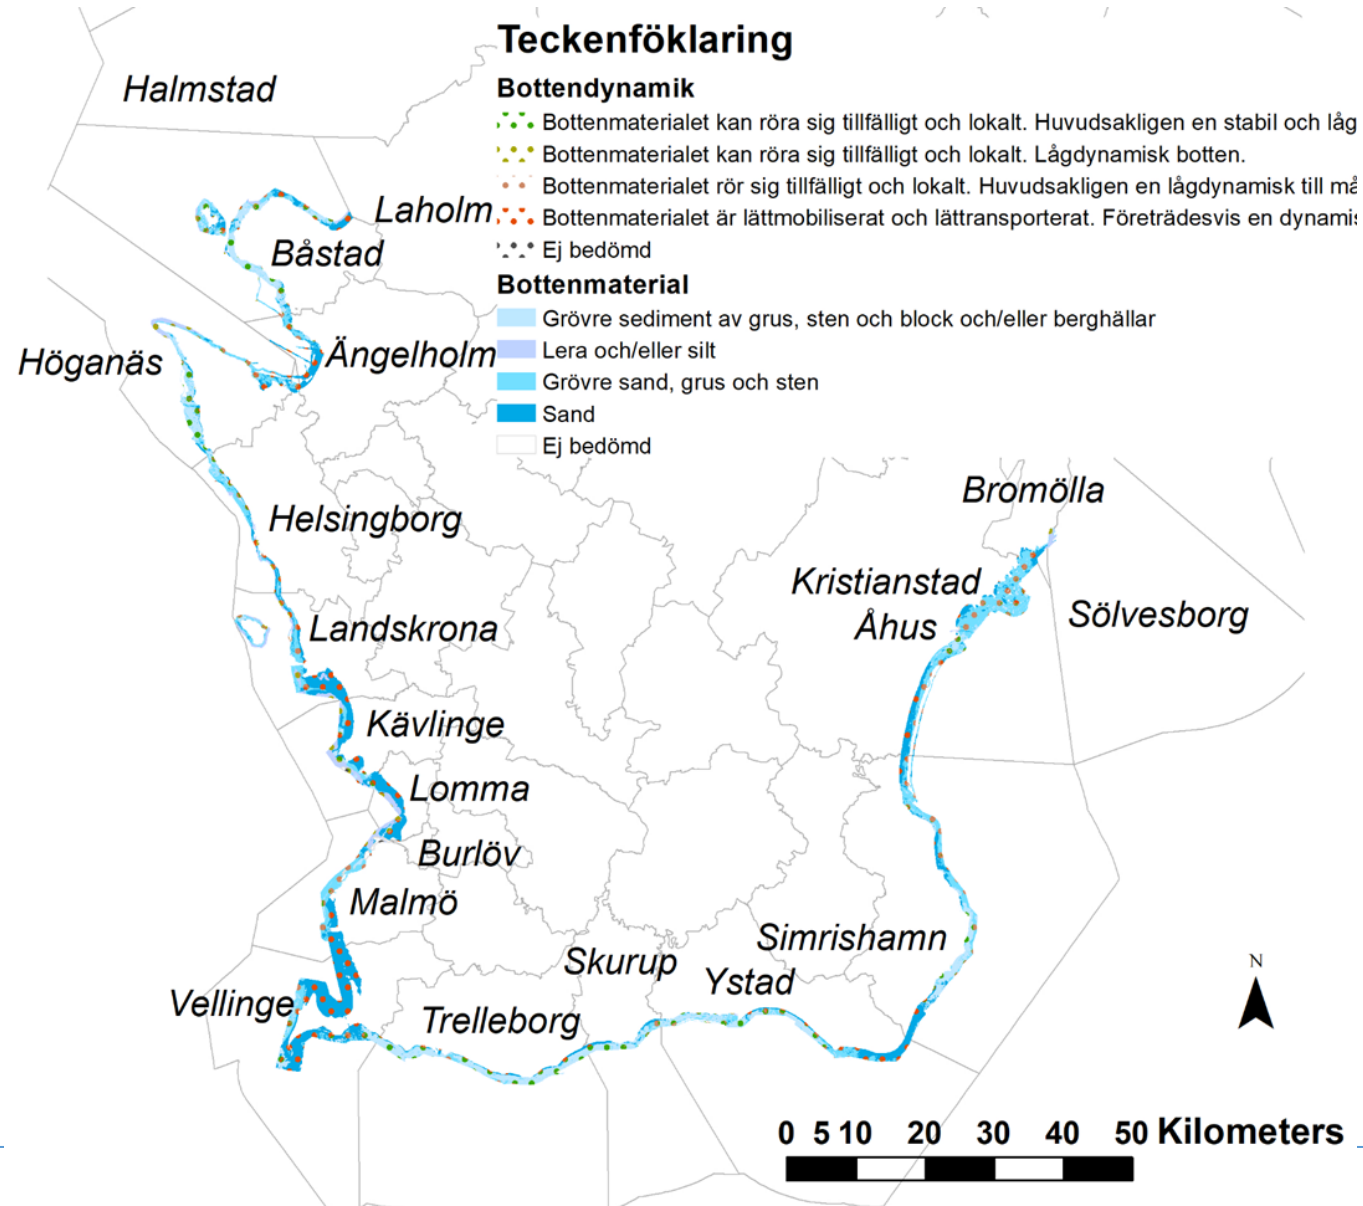 Teckenföklaring
Bottendynamik
Bottenmaterialet kan röra sig tillfälligt och lokalt. Huvudsakligen en stabil och låg
Bottenmaterialet kan röra sig tillfälligt och lokalt. Lågdynamisk botten.
Bottenmaterialet rör sig tillfälligt och lokalt. Huvudsakligen en lågdynamisk till må
Bottenmaterialet är lättmobiliserat och lättransporterat. Företrädesvis en dynamis
Ej bedömd
Bottenmaterial
Grövre sediment av grus, sten och block och/eller berghällar
Lera och/eller silt
Grövre sand, grus och sten
Sand
Ej bedömd
Halmstad
Laholm
Båstad
Ängelholm
Höganäs
Helsingborg
Landskrona
Kävlinge
Lomma
Burlöv
Malmö
Vellinge
Trelleborg
Skurup
Ystad
Simrishamn
Bromölla
Kristianstad
Åhus
Sölvesborg
N
0 5 10 20 30 40 50 Kilometers